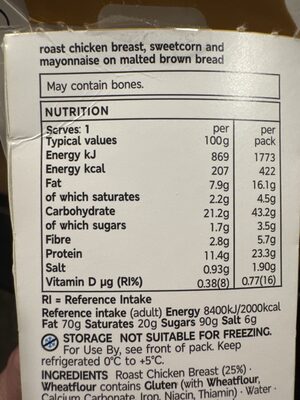 roast chicken breast, sweetcorn and
mayonnaise on malted brown bread
May contain bones.
NUTRITION
Serves: 1 per per
Typical values 100g pack
Energy kJ 869 1773
Energy kcal 207 422
Fat 7.9g 16.1g
of which saturates 2.2g 4.5g
Carbohydrate 21.2g 43.2g
of which sugars 1.7g 3.5g
Fibre 2.8g 5.7g
Protein 11.4g 23.3g
Salt 0.93g 1.90g
Vitamin D µg (RI%) 0.38(8) 0.77(16)
RI = Reference Intake
Reference intake (adult) Energy 8400kJ/2000kcal
Fat 70g Saturates 20g Sugars 90g Salt 6g
STORAGE NOT SUITABLE FOR FREEZING.
For Use By, see front of pack. Keep
refrigerated 0°C to +5°C.
INGREDIENTS Roast Chicken Breast (25%) ·
Wheatflour contains Gluten (with Wheatflour,
Calcium Carbonate, Iron, Niacin, Thiamin) · Water ·